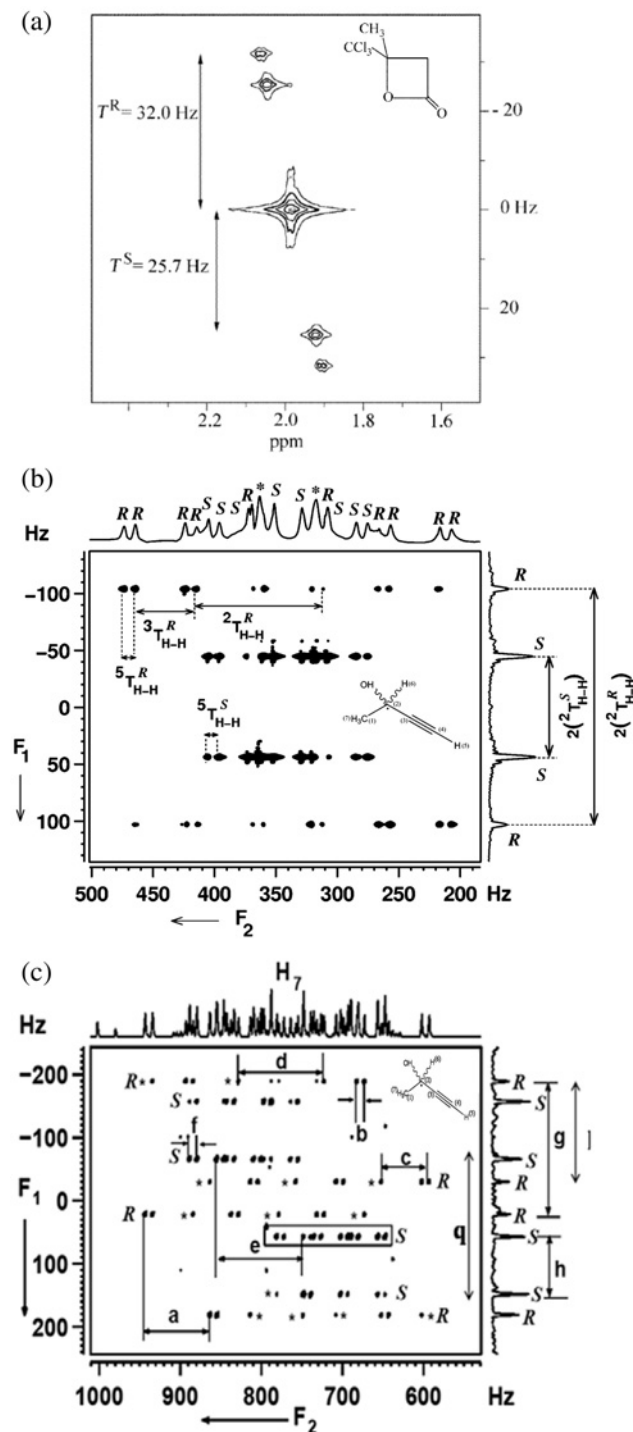 (a)
CH3
CCl3
O
O
T^R = 32.0 Hz
T^S = 25.7 Hz
- 20
0 Hz
20
2.2 2.0 1.8 1.6
ppm
(b)
R R R R S S S R * S S * R S S S R R R R
Hz
−100
−50
0
50
100
F1
3T^R H–H
2T^R H–H
5T^R H–H
5T^S H–H
OH
H(6)
(7)
H3C
(1)
(2)
(3)
(4)
H(5)
R
S
S
R
2(2T^S H–H)
2(2T^R H–H)
500 450 400 350 300 250 200 Hz
F2
(c)
H7
Hz
−200
−100
0
100
200
F1
R
S
S
R
R
S
S
R
d
f
b
c
e
a
q
OH
R
S
S
R
R
S
S
R
g
h
1000 900 800 700 600 Hz
F2